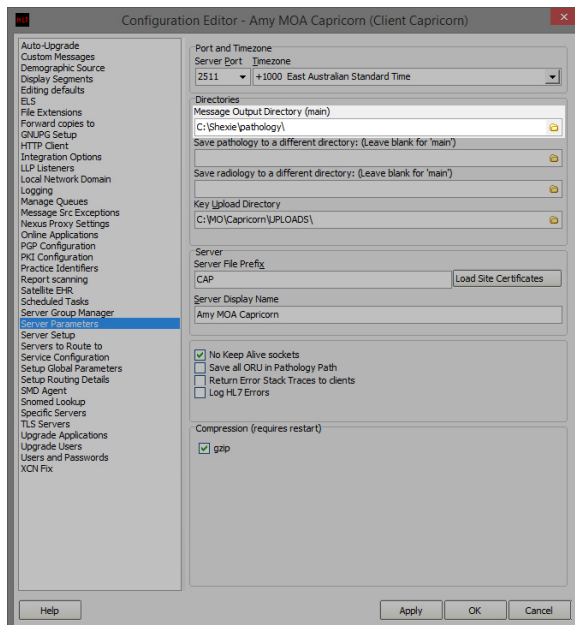 HL7
Configuration Editor - Amy MOA Capricorn (Client Capricorn)
Auto-Upgrade
Custom Messages
Demographic Source
Display Segments
Editing defaults
ELS
File Extensions
Forward copies to
GNUPG Setup
HTTP Client
Integration Options
LLP Listeners
Local Network Domain
Logging
Manage Queues
Message Src Exceptions
Nexus Proxy Settings
Online Applications
PGP Configuration
PKI Configuration
Practice Identifiers
Report scanning
Satellite EHR
Scheduled Tasks
Server Group Manager
Server Parameters
Server Setup
Servers to Route to
Service Configuration
Setup Global Parameters
Setup Routing Details
SMD Agent
Snomed Lookup
Specific Servers
TLS Servers
Upgrade Applications
Upgrade Users
Users and Passwords
XCN Fix
Port and Timezone
Server Port Timezone
2511 +1000 East Australian Standard Time
Directories
Message Output Directory (main)
C:\Shexie\pathology\
Save pathology to a different directory: (Leave blank for 'main')
Save radiology to a different directory: (Leave blank for 'main')
Key Upload Directory
C:\MO\Capricorn\UPLOADS\
Server
Server File Prefix
CAP Load Site Certificates
Server Display Name
Amy MOA Capricorn
No Keep Alive sockets
Save all ORU in Pathology Path
Return Error Stack Traces to clients
Log HL7 Errors
Compression (requires restart)
gzip
Help Apply OK Cancel